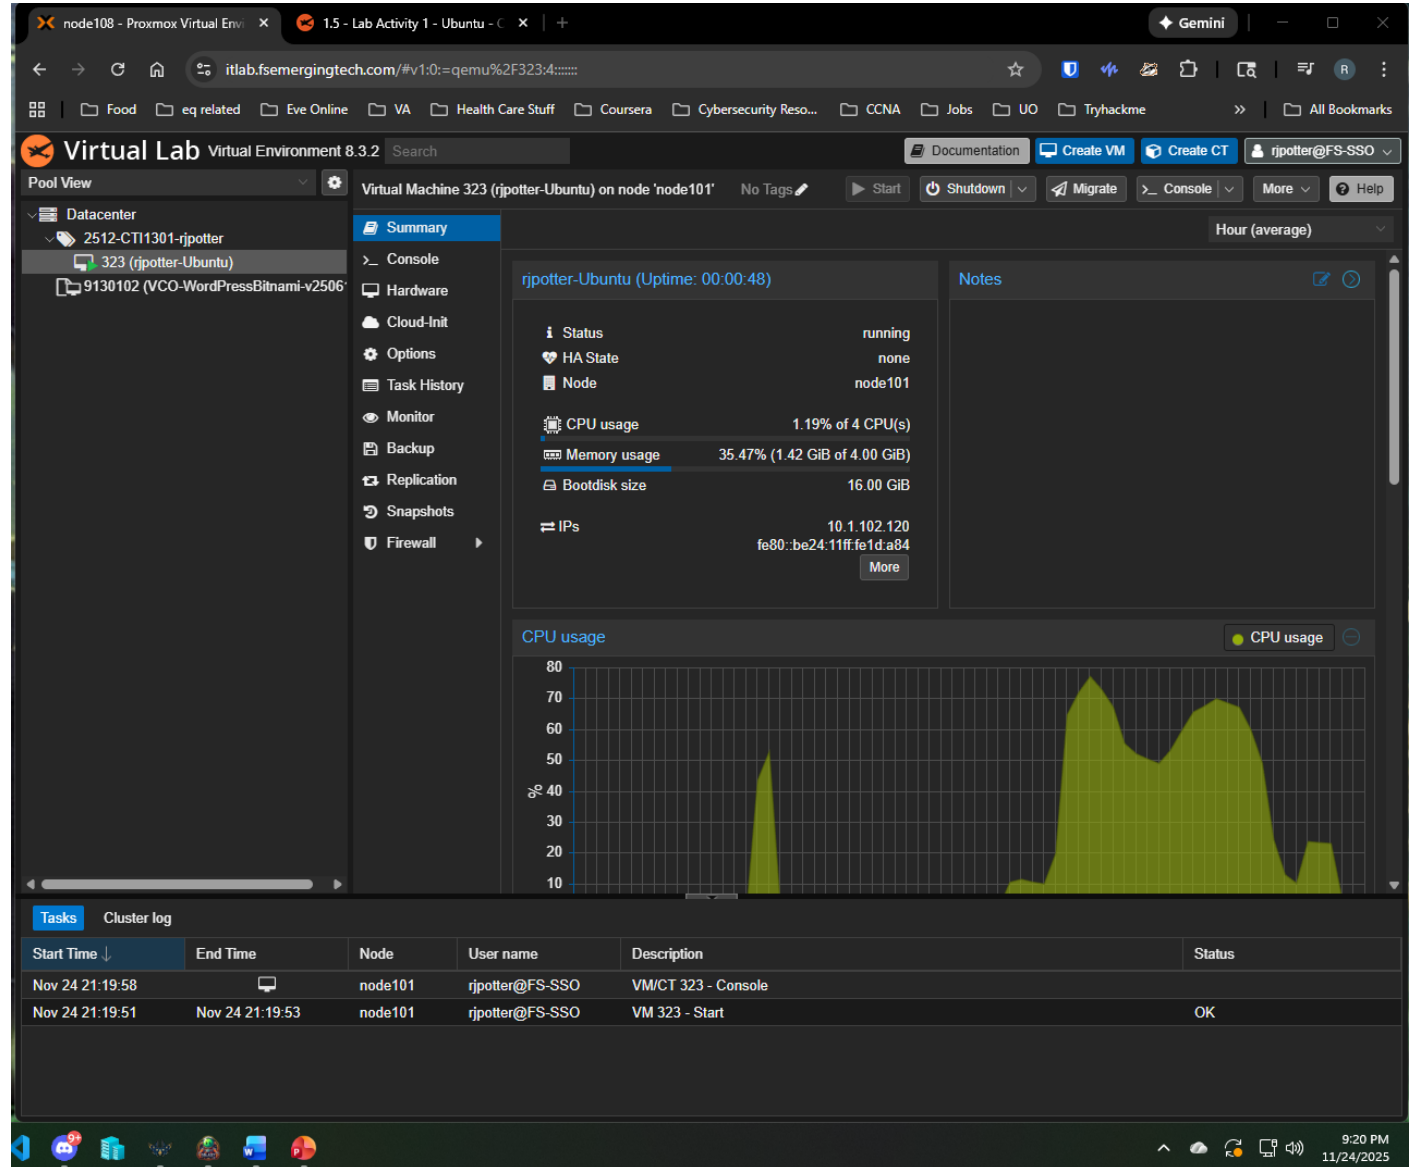 node108 - Proxmox Virtual Envi
1.5 - Lab Activity 1 - Ubuntu - C
Gemini
itlab.fsemergingtech.com/#v1:0:=qemu%2F323:4:::::::
R
Food
eq related
Eve Online
VA
Health Care Stuff
Coursera
Cybersecurity Reso...
CCNA
Jobs
UO
Tryhackme
All Bookmarks
Virtual Lab Virtual Environment 8.3.2 Search
Documentation
Create VM
Create CT
rjpotter@FS-SSO
Pool View
Virtual Machine 323 (rjpotter-Ubuntu) on node 'node101'
No Tags
Start
Shutdown
Migrate
Console
More
Help
Datacenter
2512-CTI1301-rjpotter
323 (rjpotter-Ubuntu)
9130102 (VCO-WordPressBitnami-v2506
Summary
Console
Hardware
Cloud-Init
Options
Task History
Monitor
Backup
Replication
Snapshots
Firewall
Hour (average)
rjpotter-Ubuntu (Uptime: 00:00:48)
Status running
HA State none
Node node101
CPU usage 1.19% of 4 CPU(s)
Memory usage 35.47% (1.42 GiB of 4.00 GiB)
Bootdisk size 16.00 GiB
IPs 10.1.102.120
fe80::be24:11ff:fe1d:a84
More
Notes
CPU usage
CPU usage
80
70
60
50
40
30
20
10
%
Tasks
Cluster log
Start Time End Time Node User name Description Status
Nov 24 21:19:58 node101 rjpotter@FS-SSO VM/CT 323 - Console
Nov 24 21:19:51 Nov 24 21:19:53 node101 rjpotter@FS-SSO VM 323 - Start OK
9+
9:20 PM
11/24/2025